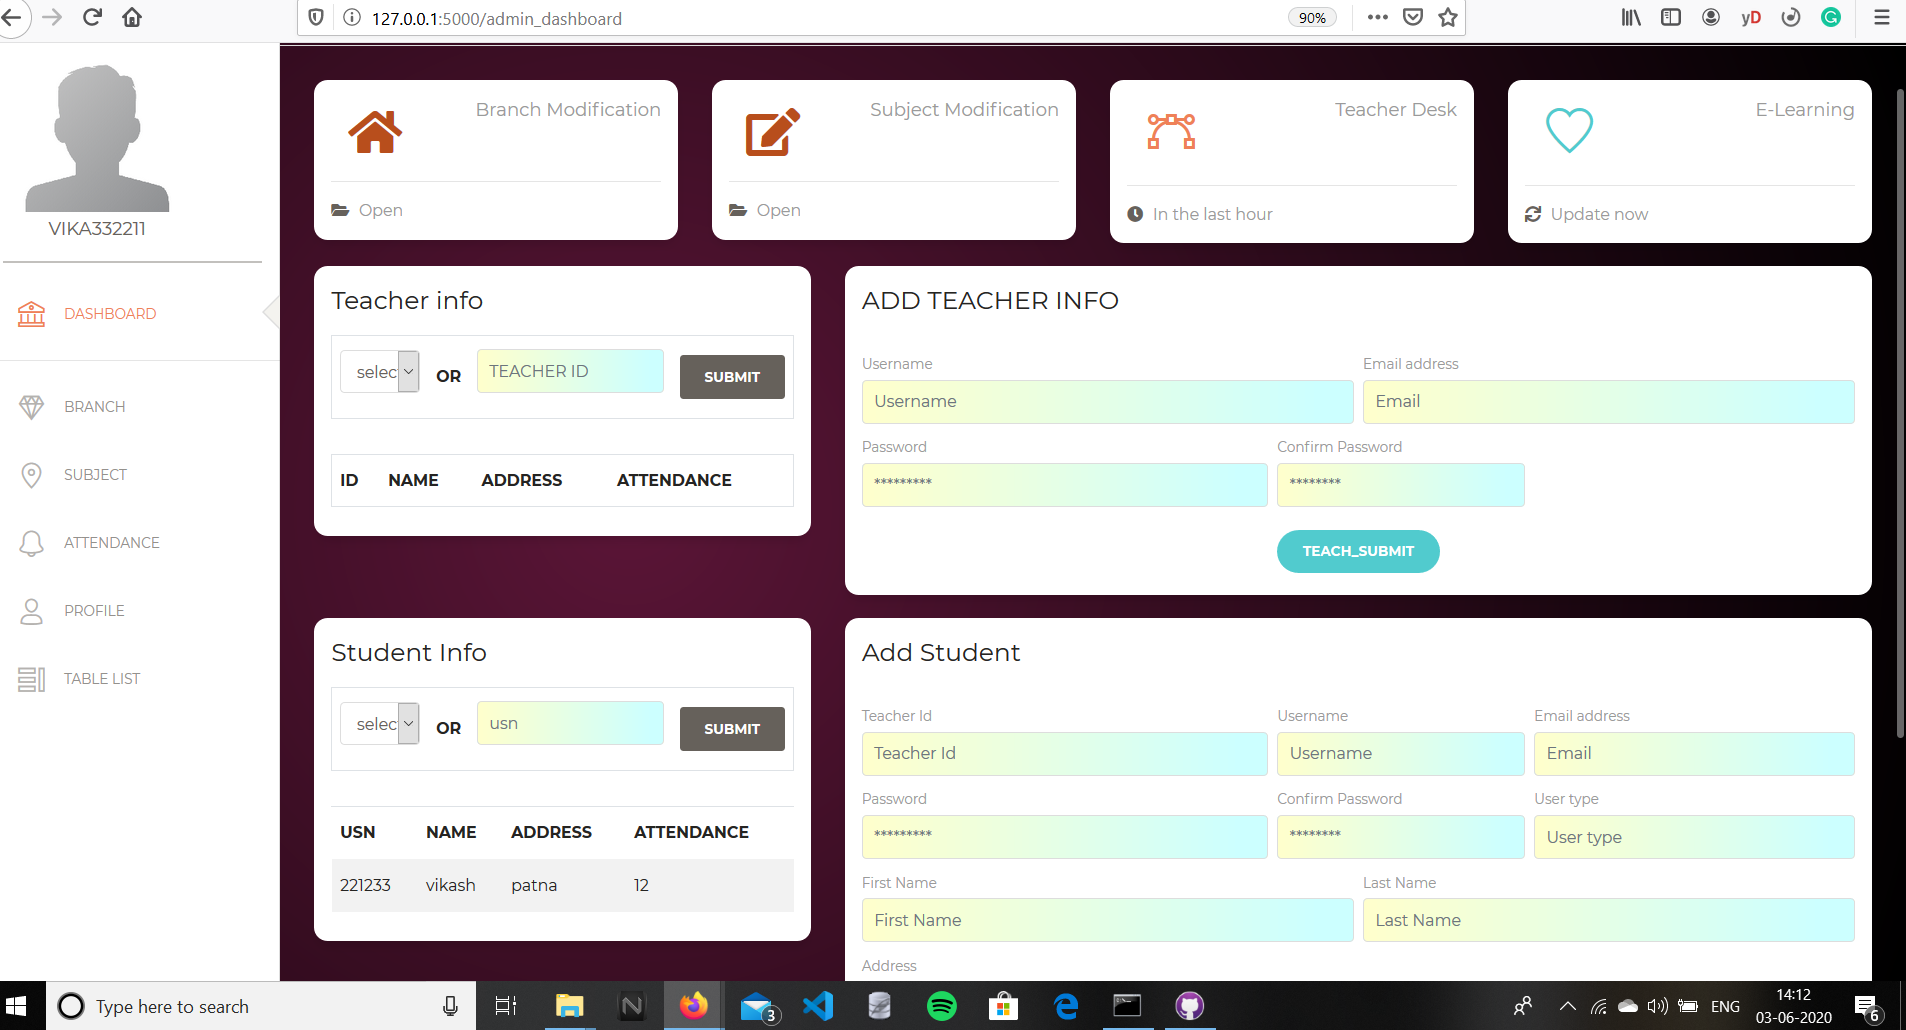 127.0.0.1:5000/admin_dashboard
90%
yD
VIKA332211
DASHBOARD
BRANCH
SUBJECT
ATTENDANCE
PROFILE
TABLE LIST
Branch Modification
Open
Subject Modification
Open
Teacher Desk
In the last hour
E-Learning
Update now
Teacher info
selec OR TEACHER ID SUBMIT
ID NAME ADDRESS ATTENDANCE
ADD TEACHER INFO
Username Email address
Username Email
Password Confirm Password
********* ********
TEACH_SUBMIT
Student Info
selec OR usn SUBMIT
USN NAME ADDRESS ATTENDANCE
221233 vikash patna 12
Add Student
Teacher Id Username Email address
Teacher Id Username Email
Password Confirm Password User type
********* ******** User type
First Name Last Name
First Name Last Name
Address
Type here to search
3
ENG
14:12
03-06-2020
6